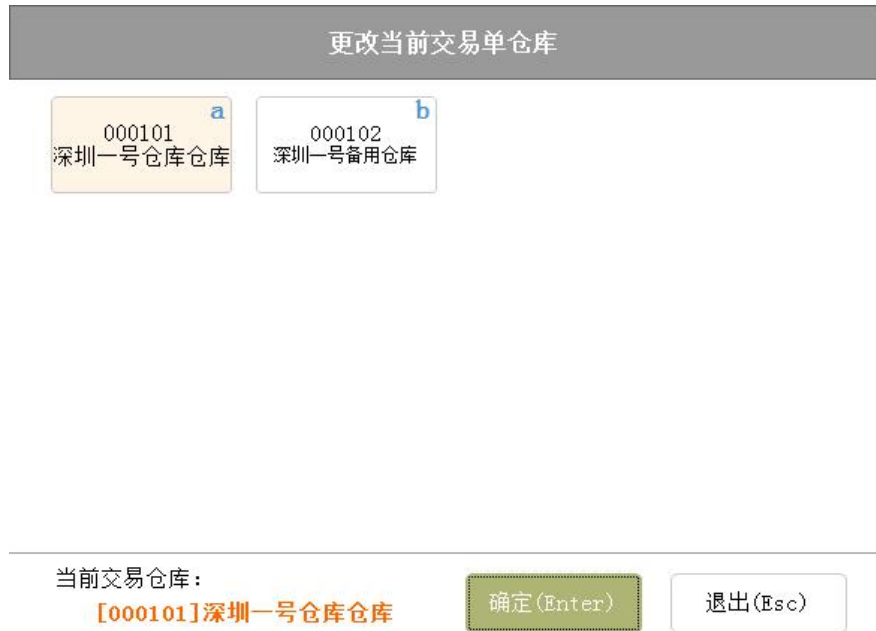 更改当前交易单仓库
a
000101
深圳一号仓库仓库
b
000102
深圳一号备用仓库
当前交易仓库：
[000101]深圳一号仓库仓库
确定(Enter)
退出(Esc)